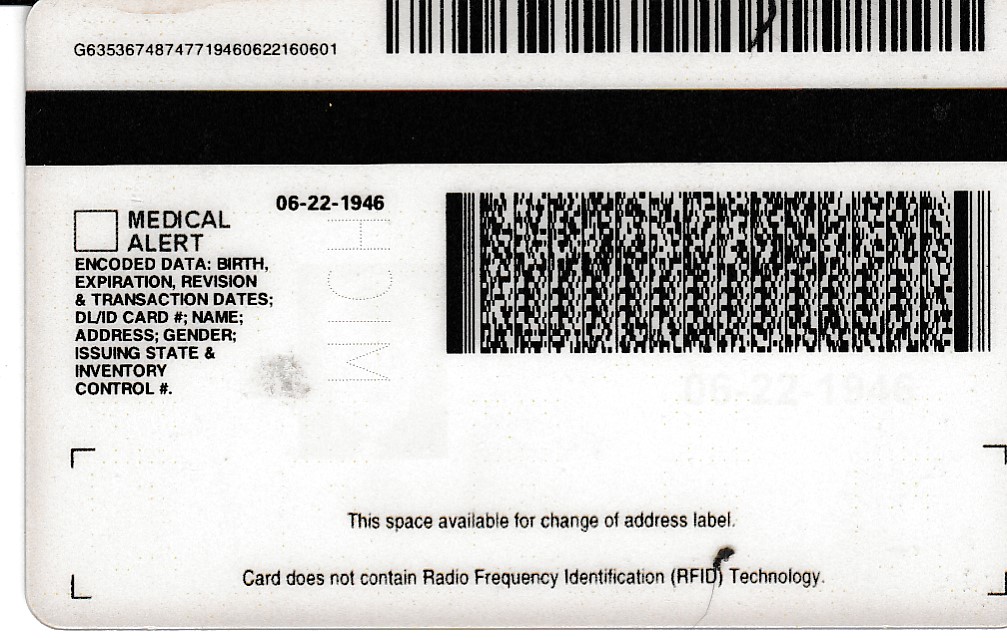 G63536748747719460622160601
06-22-1946
MEDICAL
ALERT
ENCODED DATA: BIRTH,
EXPIRATION, REVISION
& TRANSACTION DATES;
DL/ID CARD #; NAME;
ADDRESS; GENDER;
ISSUING STATE &
INVENTORY
CONTROL #.
MICH
06-22-1946
This space available for change of address label.
Card does not contain Radio Frequency Identification (RFID) Technology.